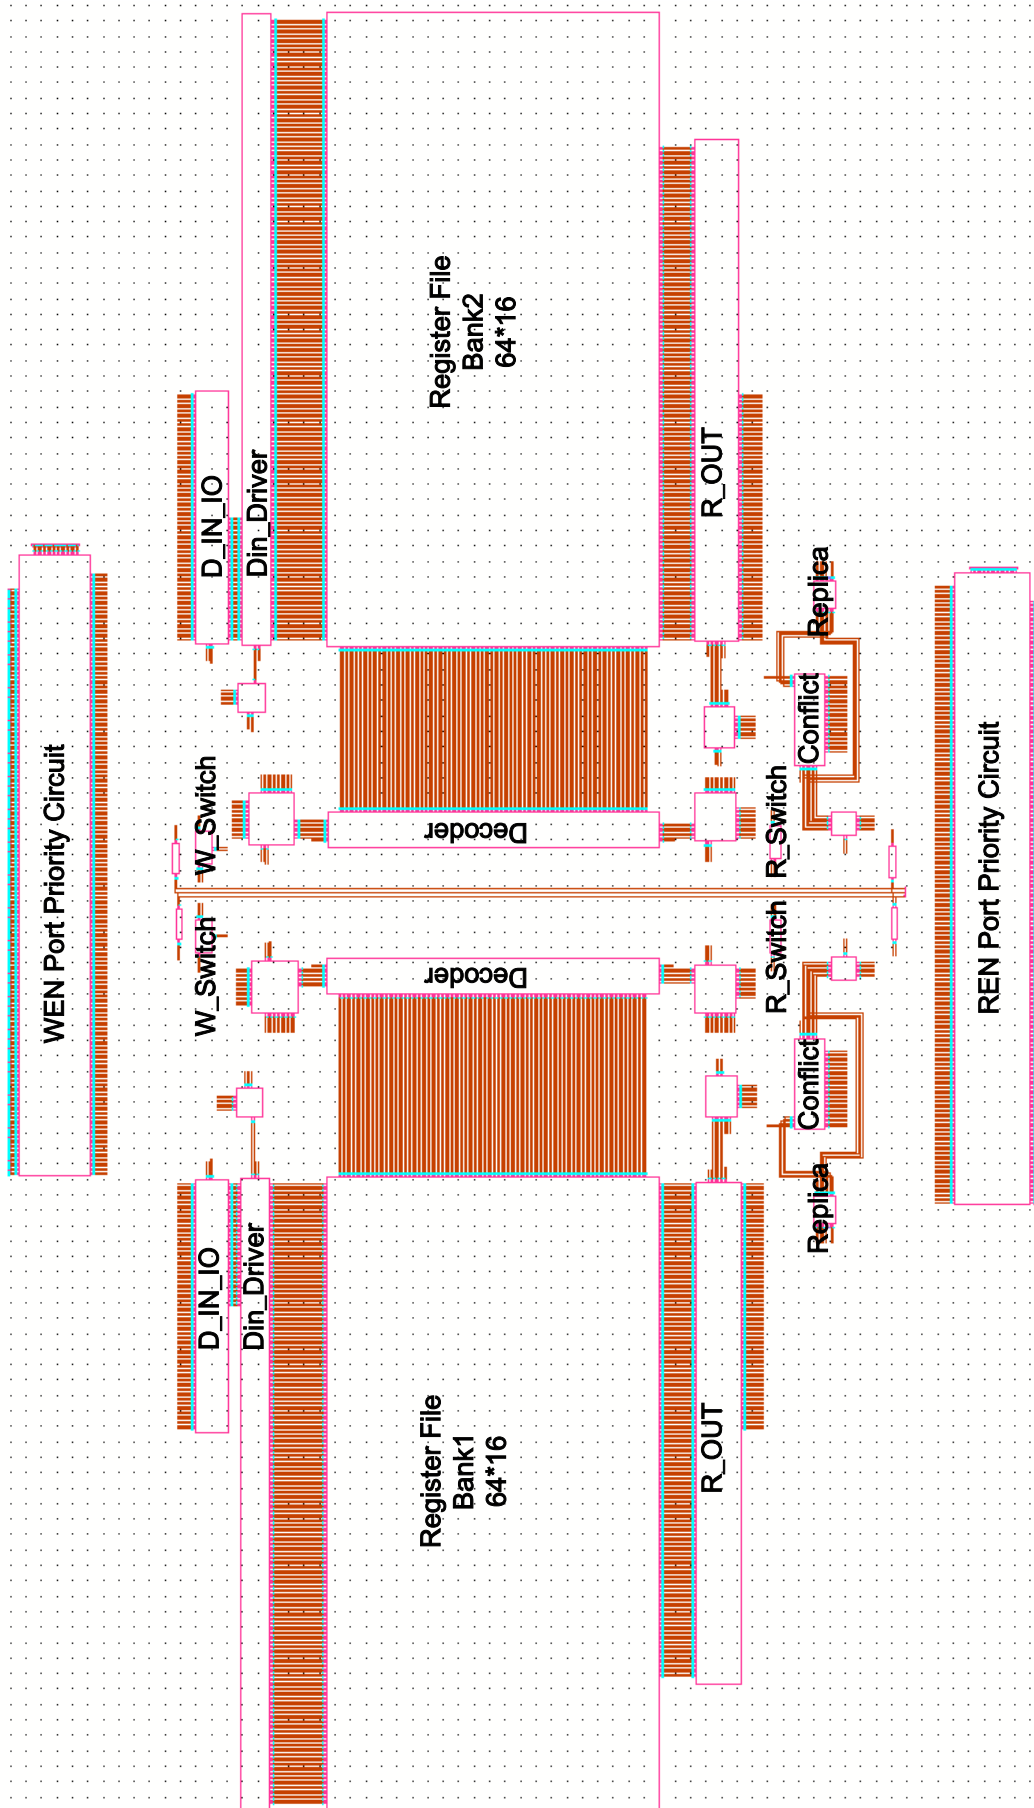 Register File
Bank2
64*16
D_IN_IO
Din_Driver
R_OUT
Replica
Conflict
WEN Port Priority Circuit
W_Switch
Decoder
R_Switch
REN Port Priority Circuit
W_Switch
Decoder
R_Switch
Conflict
Replica
D_IN_IO
Din_Driver
R_OUT
Register File
Bank1
64*16